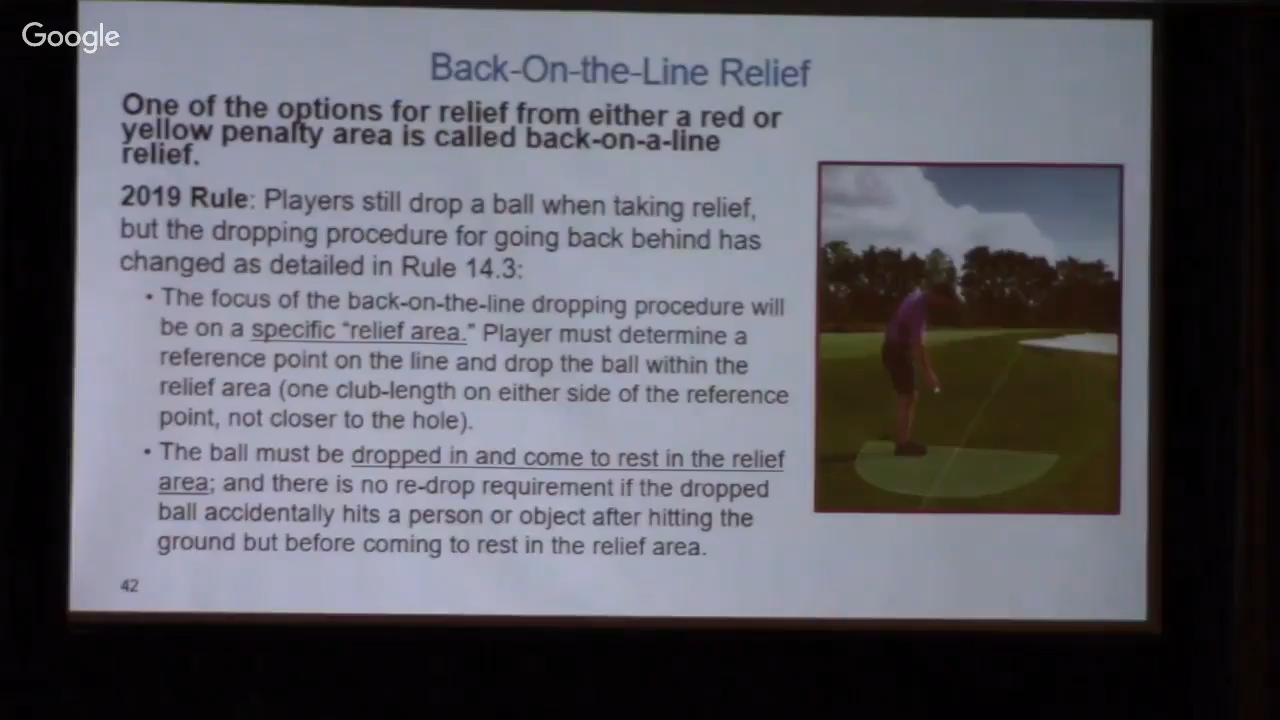 Google
Back-On-the-Line Relief
One of the options for relief from either a red or
yellow penalty area is called back-on-a-line
relief.
2019 Rule: Players still drop a ball when taking relief,
but the dropping procedure for going back behind has
changed as detailed in Rule 14.3:
• The focus of the back-on-the-line dropping procedure will
be on a specific “relief area.” Player must determine a
reference point on the line and drop the ball within the
relief area (one club-length on either side of the reference
point, not closer to the hole).
• The ball must be dropped in and come to rest in the relief
area; and there is no re-drop requirement if the dropped
ball accidentally hits a person or object after hitting the
ground but before coming to rest in the relief area.
42